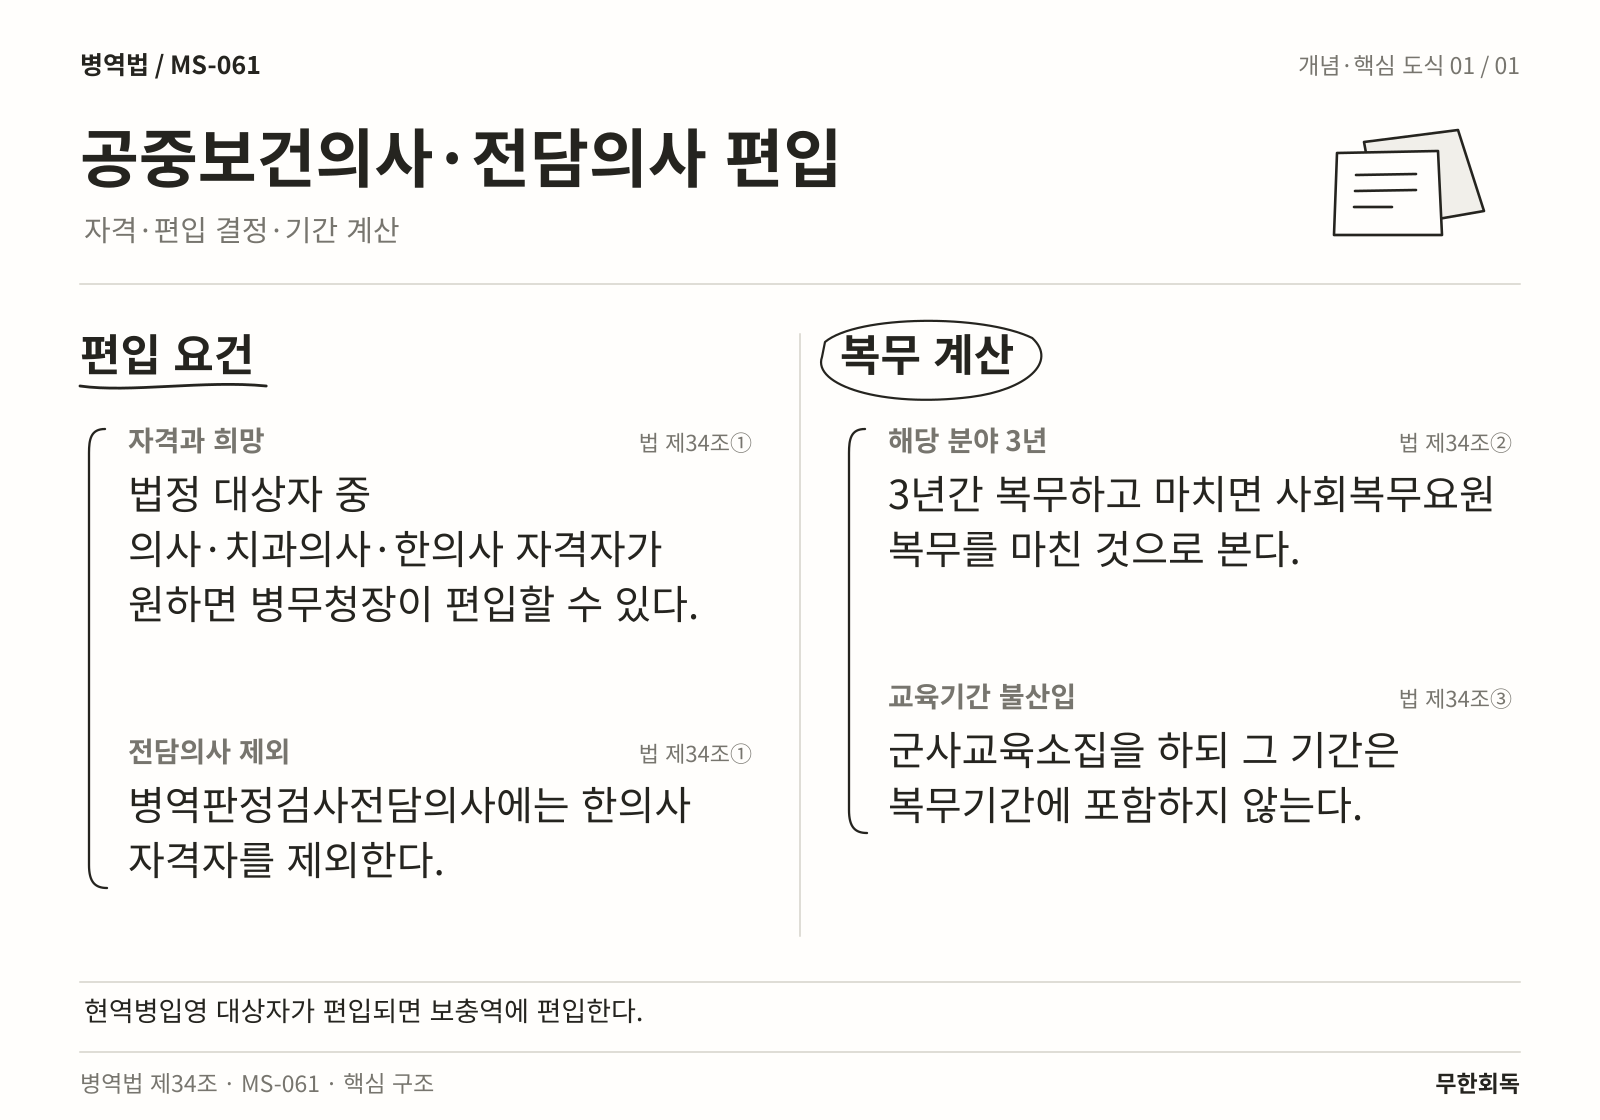 병역법 / MS-061
개념·핵심 도식 01 / 01
공중보건의사·전담의사 편입
자격·편입 결정·기간 계산
편입 요건
자격과 희망
법 제34조①
법정 대상자 중
의사·치과의사·한의사 자격자가
원하면 병무청장이 편입할 수 있다.
전담의사 제외
법 제34조①
병역판정검사전담의사에는 한의사
자격자를 제외한다.
복무 계산
해당 분야 3년
법 제34조②
3년간 복무하고 마치면 사회복무요원
복무를 마친 것으로 본다.
교육기간 불산입
법 제34조③
군사교육소집을 하되 그 기간은
복무기간에 포함하지 않는다.
현역병입영 대상자가 편입되면 보충역에 편입한다.
병역법 제34조 · MS-061 · 핵심 구조
무한회독